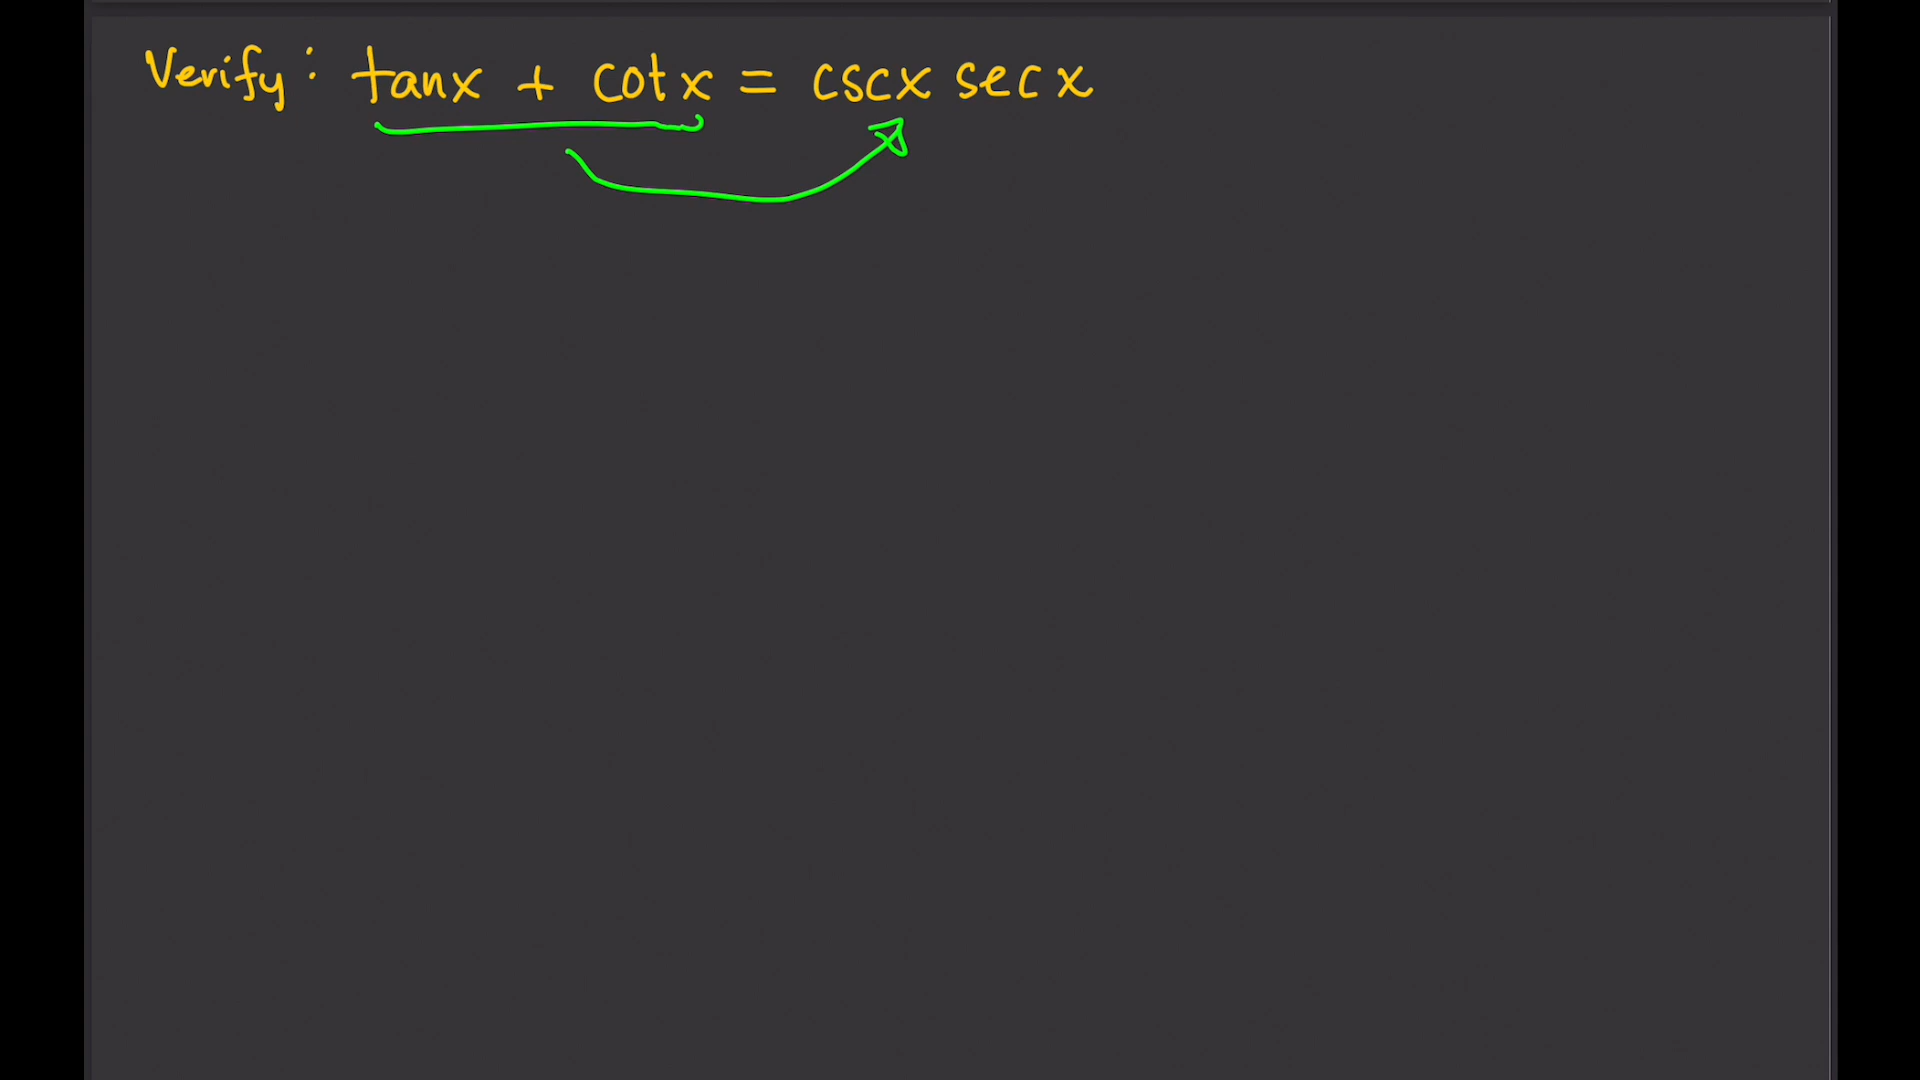 Verify: tanx + cotx = cscx secx